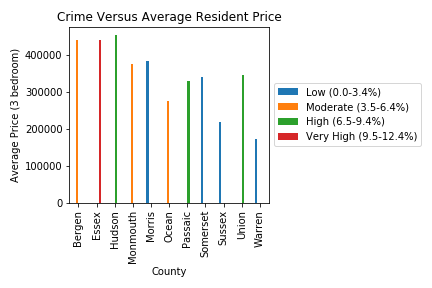 Crime Versus Average Resident Price
Average Price (3 bedroom)
400000
300000
200000
100000
0
Bergen
Essex
Hudson
Monmouth
Morris
Ocean
Passaic
Somerset
Sussex
Union
Warren
County
Low (0.0-3.4%)
Moderate (3.5-6.4%)
High (6.5-9.4%)
Very High (9.5-12.4%)